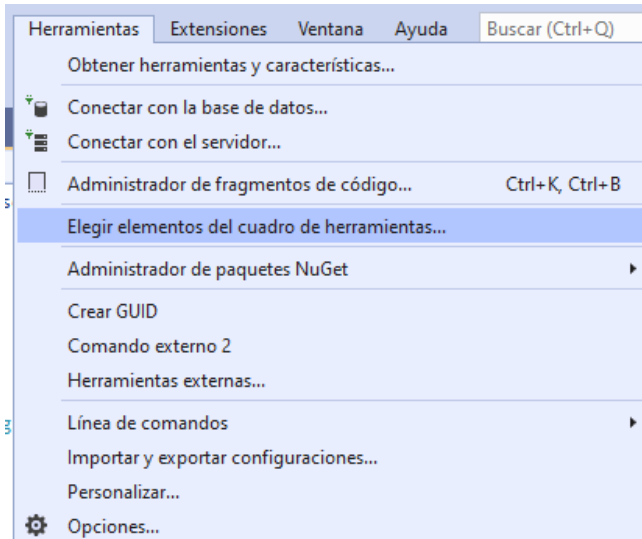 Herramientas Extensiones Ventana Ayuda Buscar (Ctrl+Q)
Obtener herramientas y características...
Conectar con la base de datos...
Conectar con el servidor...
Administrador de fragmentos de código... Ctrl+K, Ctrl+B
Elegir elementos del cuadro de herramientas...
Administrador de paquetes NuGet
Crear GUID
Comando externo 2
Herramientas externas...
Línea de comandos
Importar y exportar configuraciones...
Personalizar...
Opciones...